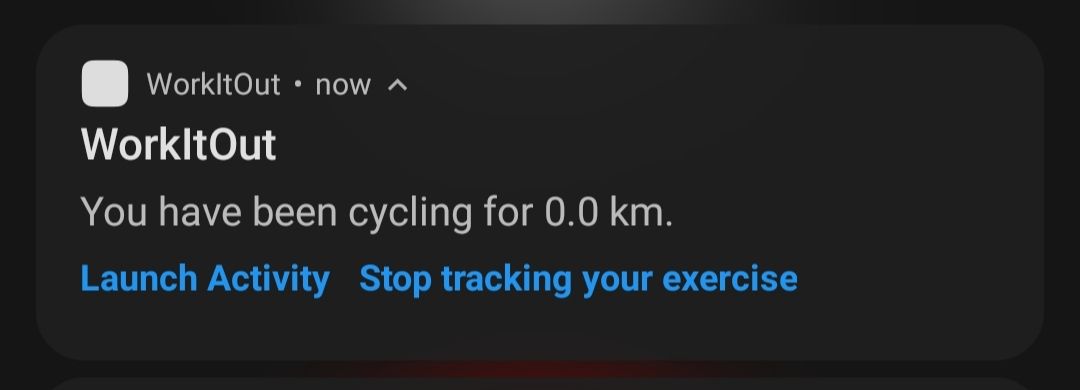 WorkItOut • now
WorkItOut
You have been cycling for 0.0 km.
Launch Activity Stop tracking your exercise